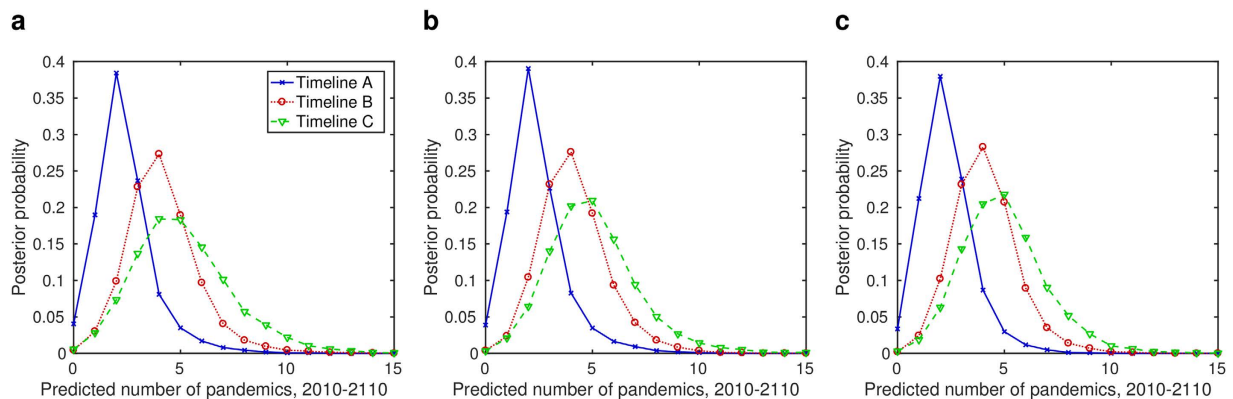 a
b
c
0.4
0.35
0.3
0.25
0.2
0.15
0.1
0.05
0
Posterior probability
Timeline A
Timeline B
Timeline C
0 5 10 15
Predicted number of pandemics, 2010-2110
0.4
0.35
0.3
0.25
0.2
0.15
0.1
0.05
0
Posterior probability
0 5 10 15
Predicted number of pandemics, 2010-2110
0.4
0.35
0.3
0.25
0.2
0.15
0.1
0.05
0
Posterior probability
0 5 10 15
Predicted number of pandemics, 2010-2110